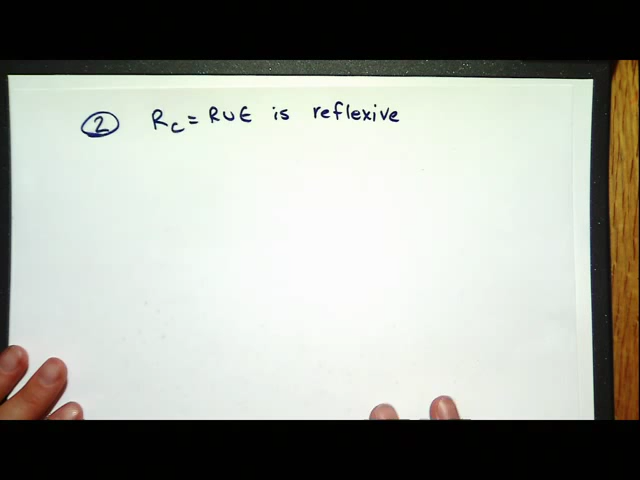 ② R_C = R∪E is reflexive